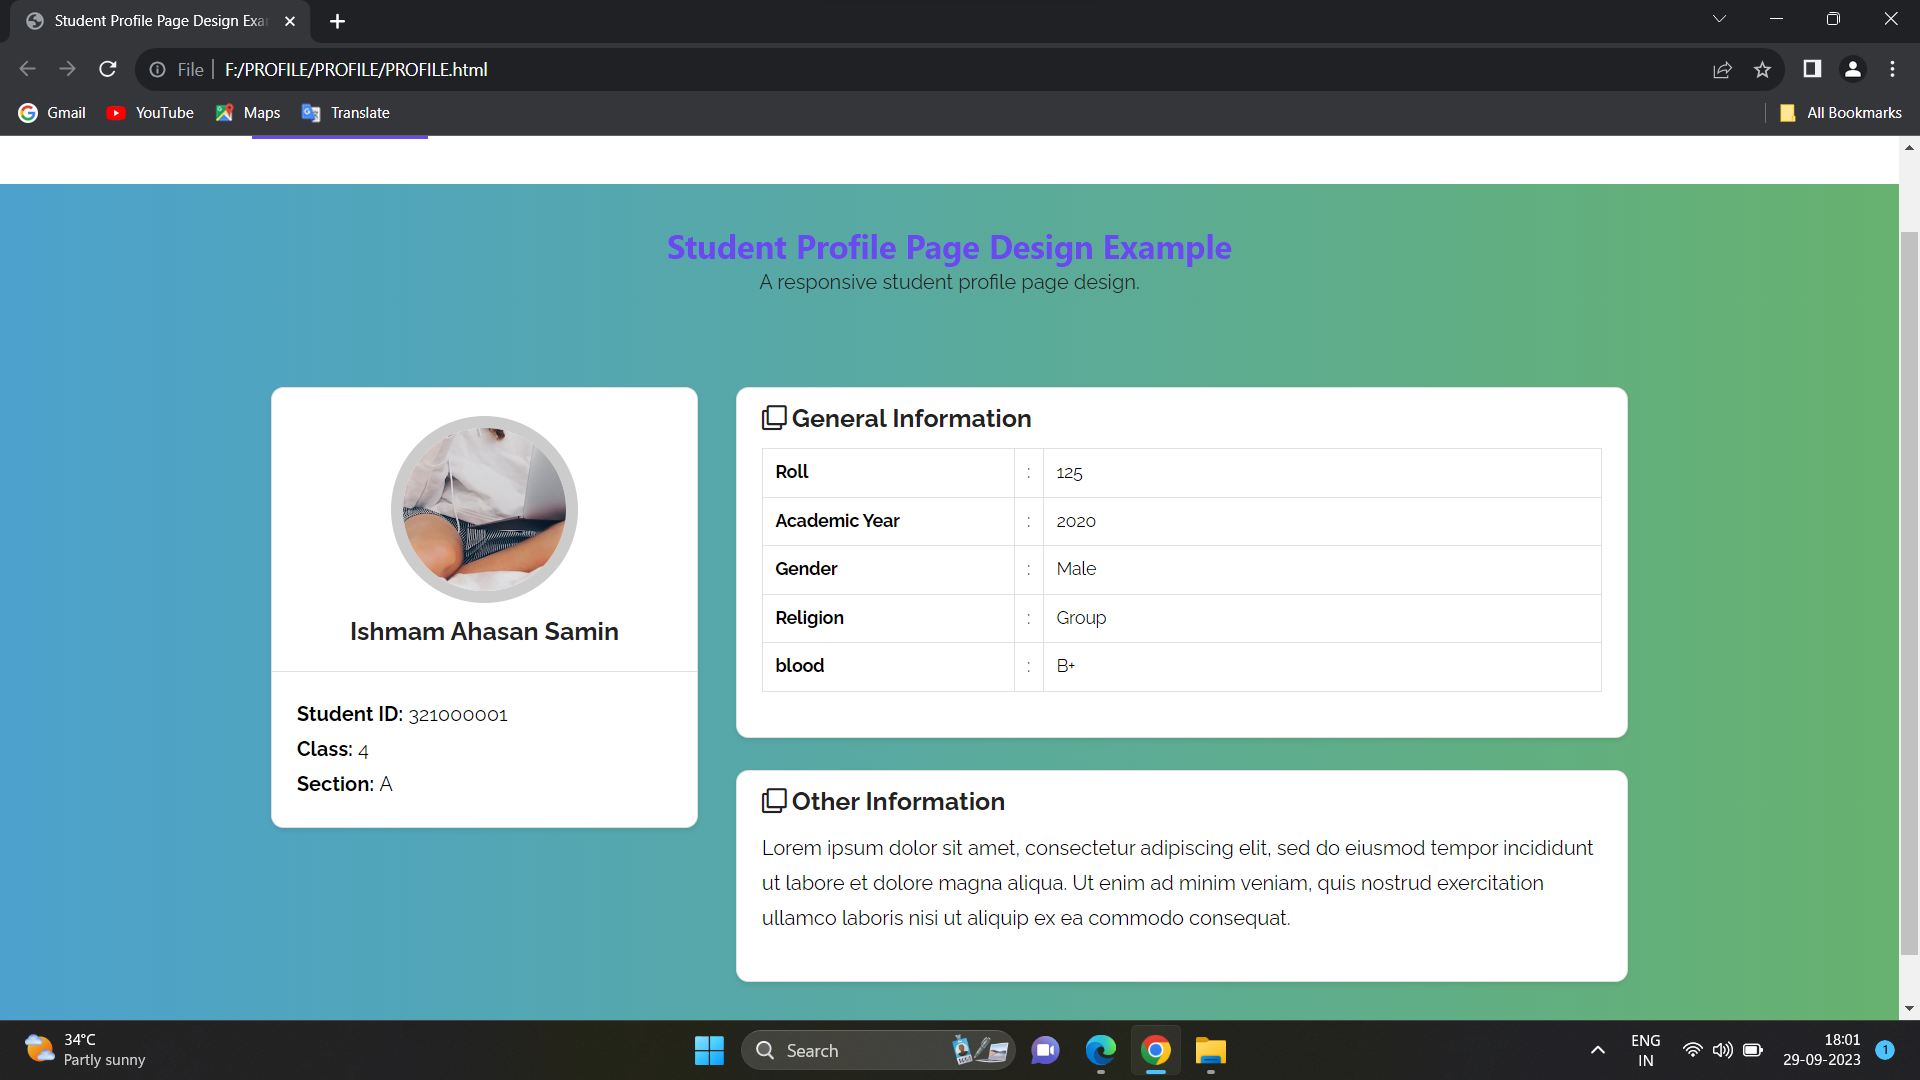 Student Profile Page Design Exa
File
F:/PROFILE/PROFILE/PROFILE.html
Gmail
YouTube
Maps
Translate
All Bookmarks
Student Profile Page Design Example
A responsive student profile page design.
Ishmam Ahasan Samin
Student ID: 321000001
Class: 4
Section: A
General Information
Roll : 125
Academic Year : 2020
Gender : Male
Religion : Group
blood : B+
Other Information
Lorem ipsum dolor sit amet, consectetur adipiscing elit, sed do eiusmod tempor incididunt
ut labore et dolore magna aliqua. Ut enim ad minim veniam, quis nostrud exercitation
ullamco laboris nisi ut aliquip ex ea commodo consequat.
34°C
Partly sunny
Search
ENG
IN
18:01
29-09-2023
1